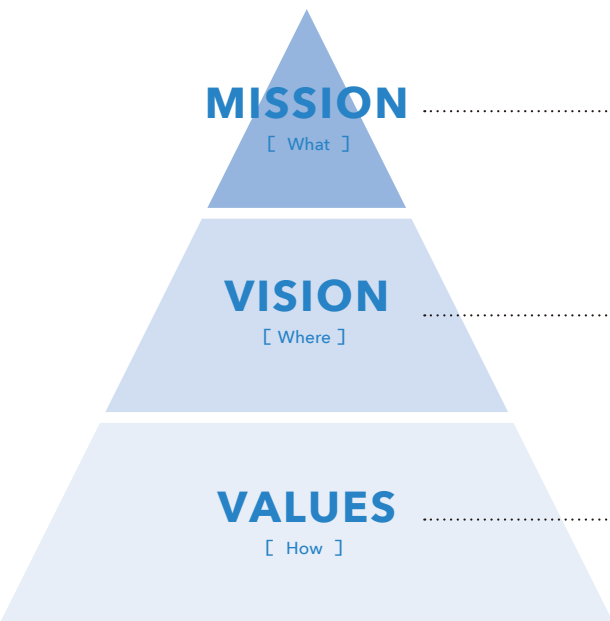 MISSION
[ What ]
VISION
[ Where ]
VALUES
[ How ]